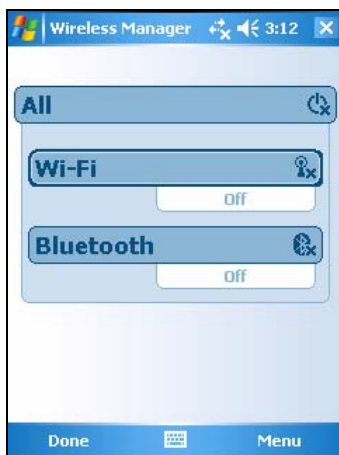 Wireless Manager 3:12
All
Wi-Fi
Off
Bluetooth
Off
Done Menu